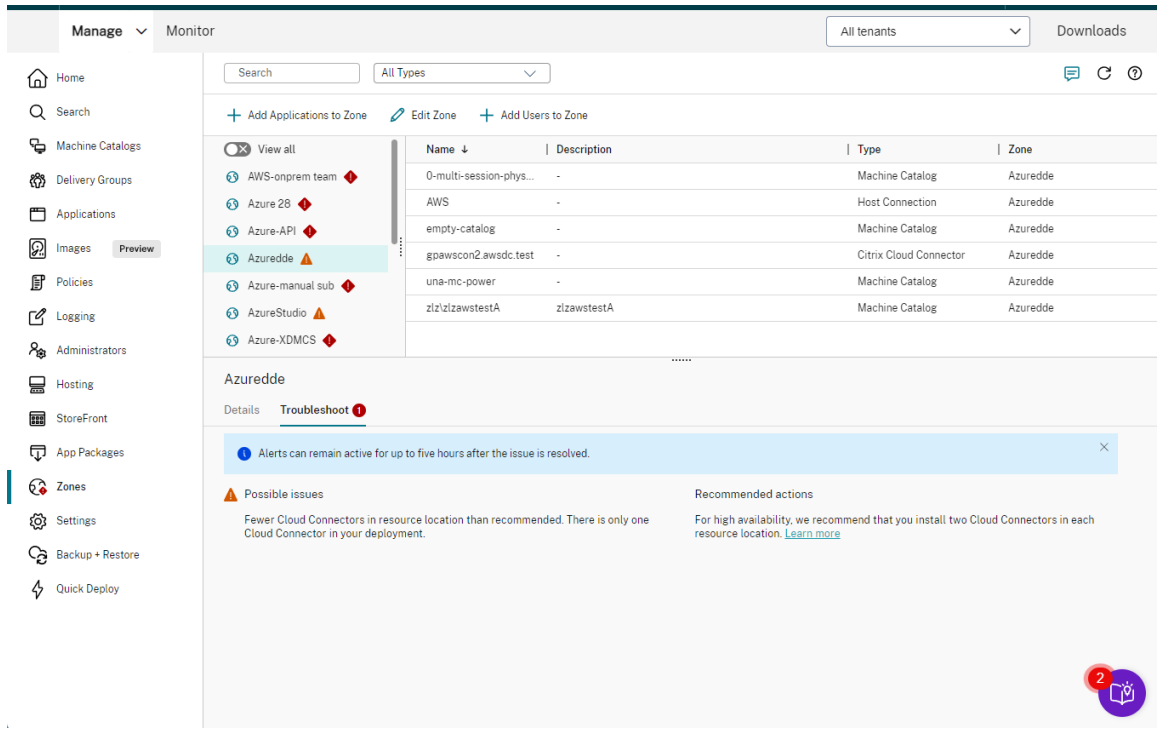 Manage Monitor All tenants Downloads
Home
Search
Machine Catalogs
Delivery Groups
Applications
Images Preview
Policies
Logging
Administrators
Hosting
StoreFront
App Packages
Zones
Settings
Backup + Restore
Quick Deploy
Search All Types
Add Applications to Zone Edit Zone Add Users to Zone
View all
AWS-onprem team
Azure 28
Azure-API
Azuredde
Azure-manual sub
AzureStudio
Azure-XDMCS
Name ↓ Description Type Zone
0-multi-session-phys... - Machine Catalog Azuredde
AWS - Host Connection Azuredde
empty-catalog - Machine Catalog Azuredde
gpawscon2.awsdc.test - Citrix Cloud Connector Azuredde
una-mc-power - Machine Catalog Azuredde
zlz\zlzawstestA zlzawstestA Machine Catalog Azuredde
Azuredde
Details Troubleshoot 1
Alerts can remain active for up to five hours after the issue is resolved.
Possible issues
Fewer Cloud Connectors in resource location than recommended. There is only one
Cloud Connector in your deployment.
Recommended actions
For high availability, we recommend that you install two Cloud Connectors in each
resource location. Learn more
2